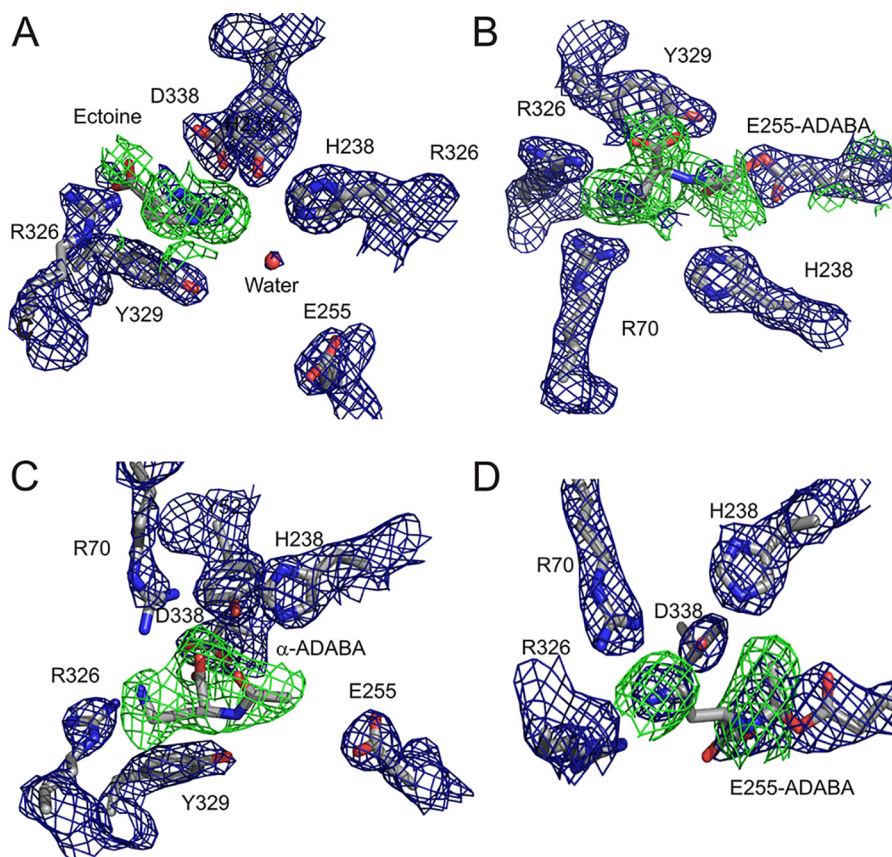 A
D338
Ectoine
H238
R326
R326
Water
Y329
E255
B
Y329
R326
E255-ADABA
H238
R70
C
Y52
H238
R70
D338
α-ADABA
R326
E255
Y329
D
H238
R70
D338
R326
E255-ADABA